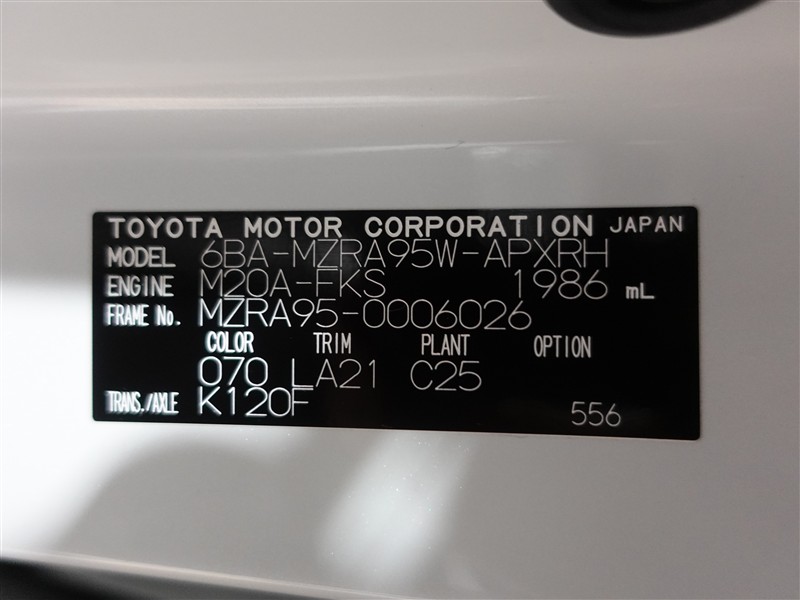 TOYOTA MOTOR CORPORATION JAPAN
MODEL 6BA-MZRA95W-APXRH
ENGINE M20A-FKS 1986 mL
FRAME No. MZRA95-0006026
COLOR TRIM PLANT OPTION
070 LA21 C25
TRANS./AXLE K120F
556